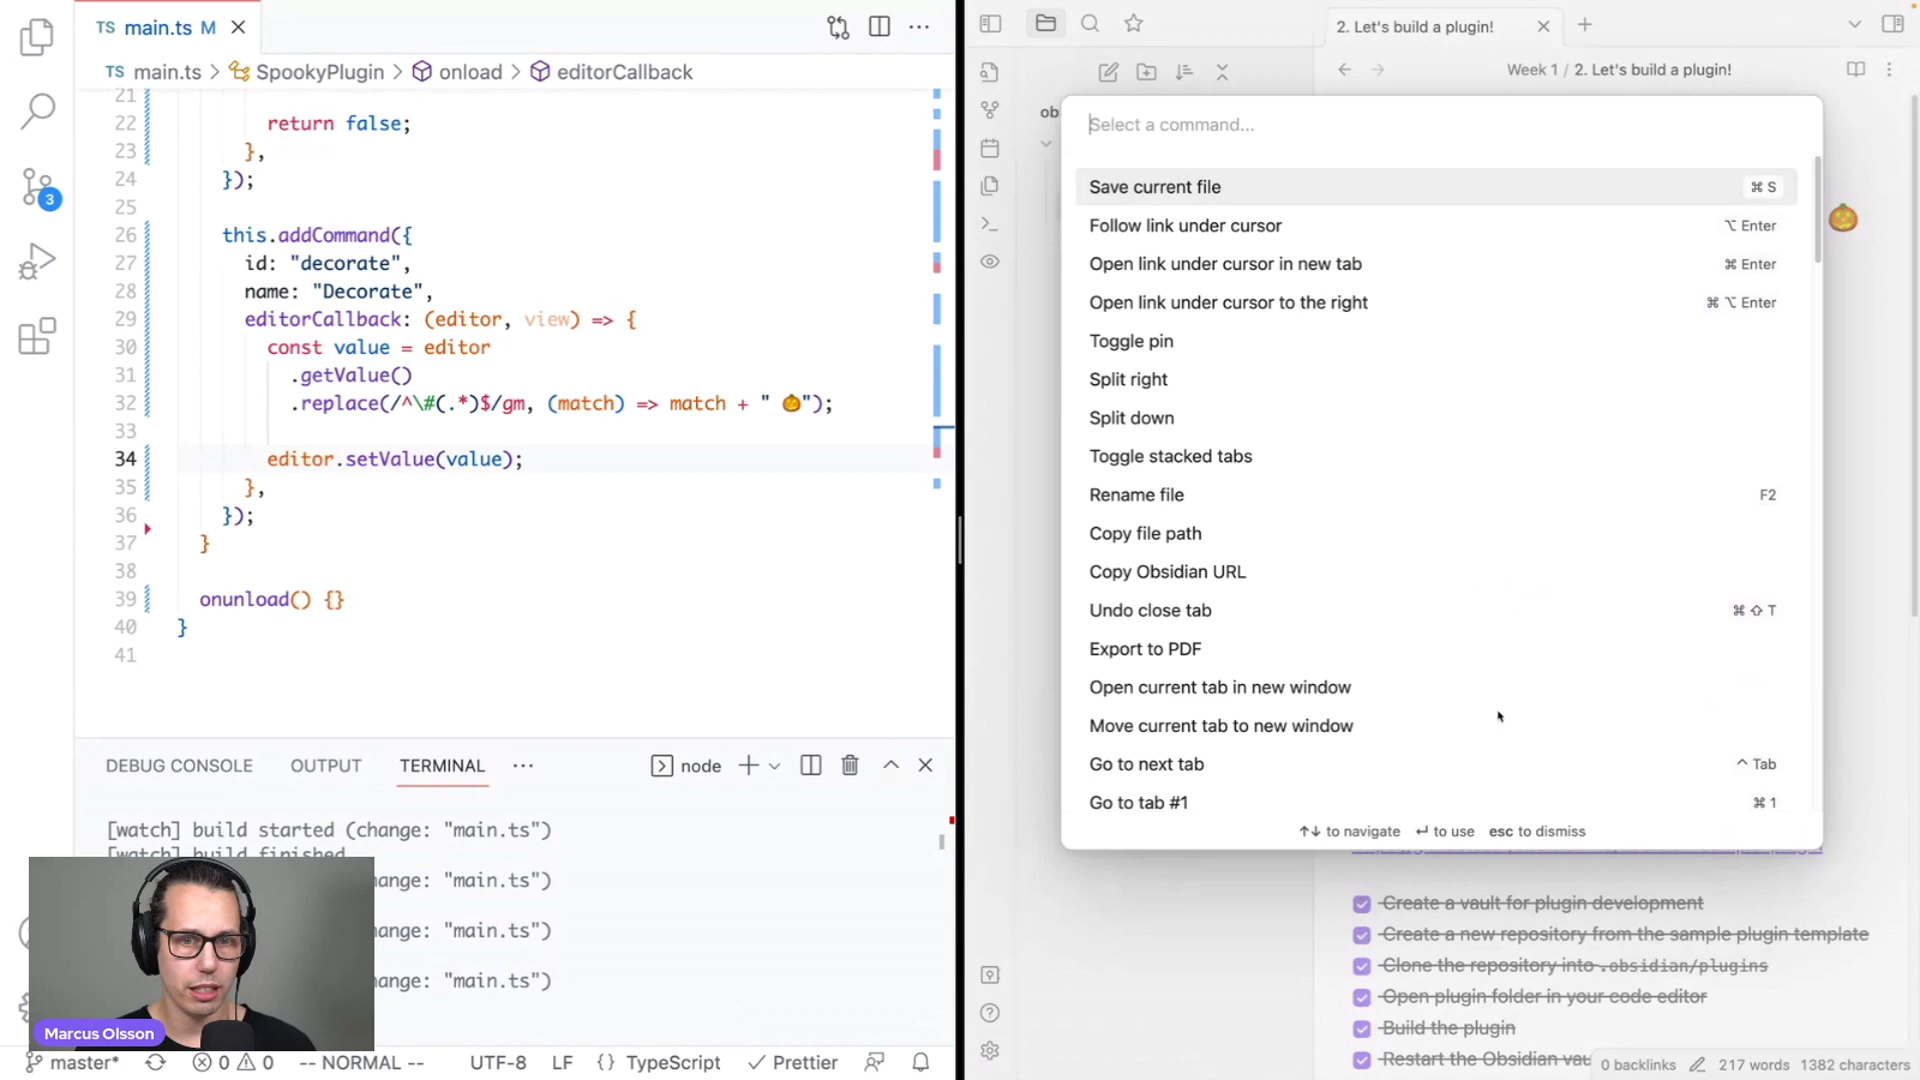 TS main.ts M
TS main.ts > SpookyPlugin > onload > editorCallback
21
22 return false;
23 },
24 });
25
26 this.addCommand({
27 id: "decorate",
28 name: "Decorate",
29 editorCallback: (editor, view) => {
30 const value = editor
31 .getValue()
32 .replace(/^\#(.*)$/gm, (match) => match + " 🎃");
33
34 editor.setValue(value);
35 },
36 });
37 }
38
39 onunload() {}
40 }
41
3
DEBUG CONSOLE OUTPUT TERMINAL ··· node
[watch] build started (change: "main.ts")
[watch] build finished
ange: "main.ts")
ange: "main.ts")
ange: "main.ts")
Marcus Olsson
master* 0 0 -- NORMAL -- UTF-8 LF {} TypeScript Prettier
2. Let's build a plugin!
Week 1 / 2. Let's build a plugin!
ob
Select a command...
Save current file ⌘ S
Follow link under cursor ⌥ Enter
Open link under cursor in new tab ⌘ Enter
Open link under cursor to the right ⌘ ⌥ Enter
Toggle pin
Split right
Split down
Toggle stacked tabs
Rename file F2
Copy file path
Copy Obsidian URL
Undo close tab ⌘ ⇧ T
Export to PDF
Open current tab in new window
Move current tab to new window
Go to next tab ^ Tab
Go to tab #1 ⌘ 1
↑↓ to navigate ↵ to use esc to dismiss
Create a vault for plugin development
Create a new repository from the sample plugin template
Clone the repository into .obsidian/plugins
Open plugin folder in your code editor
Build the plugin
Restart the Obsidian vau
0 backlinks 217 words 1382 characters